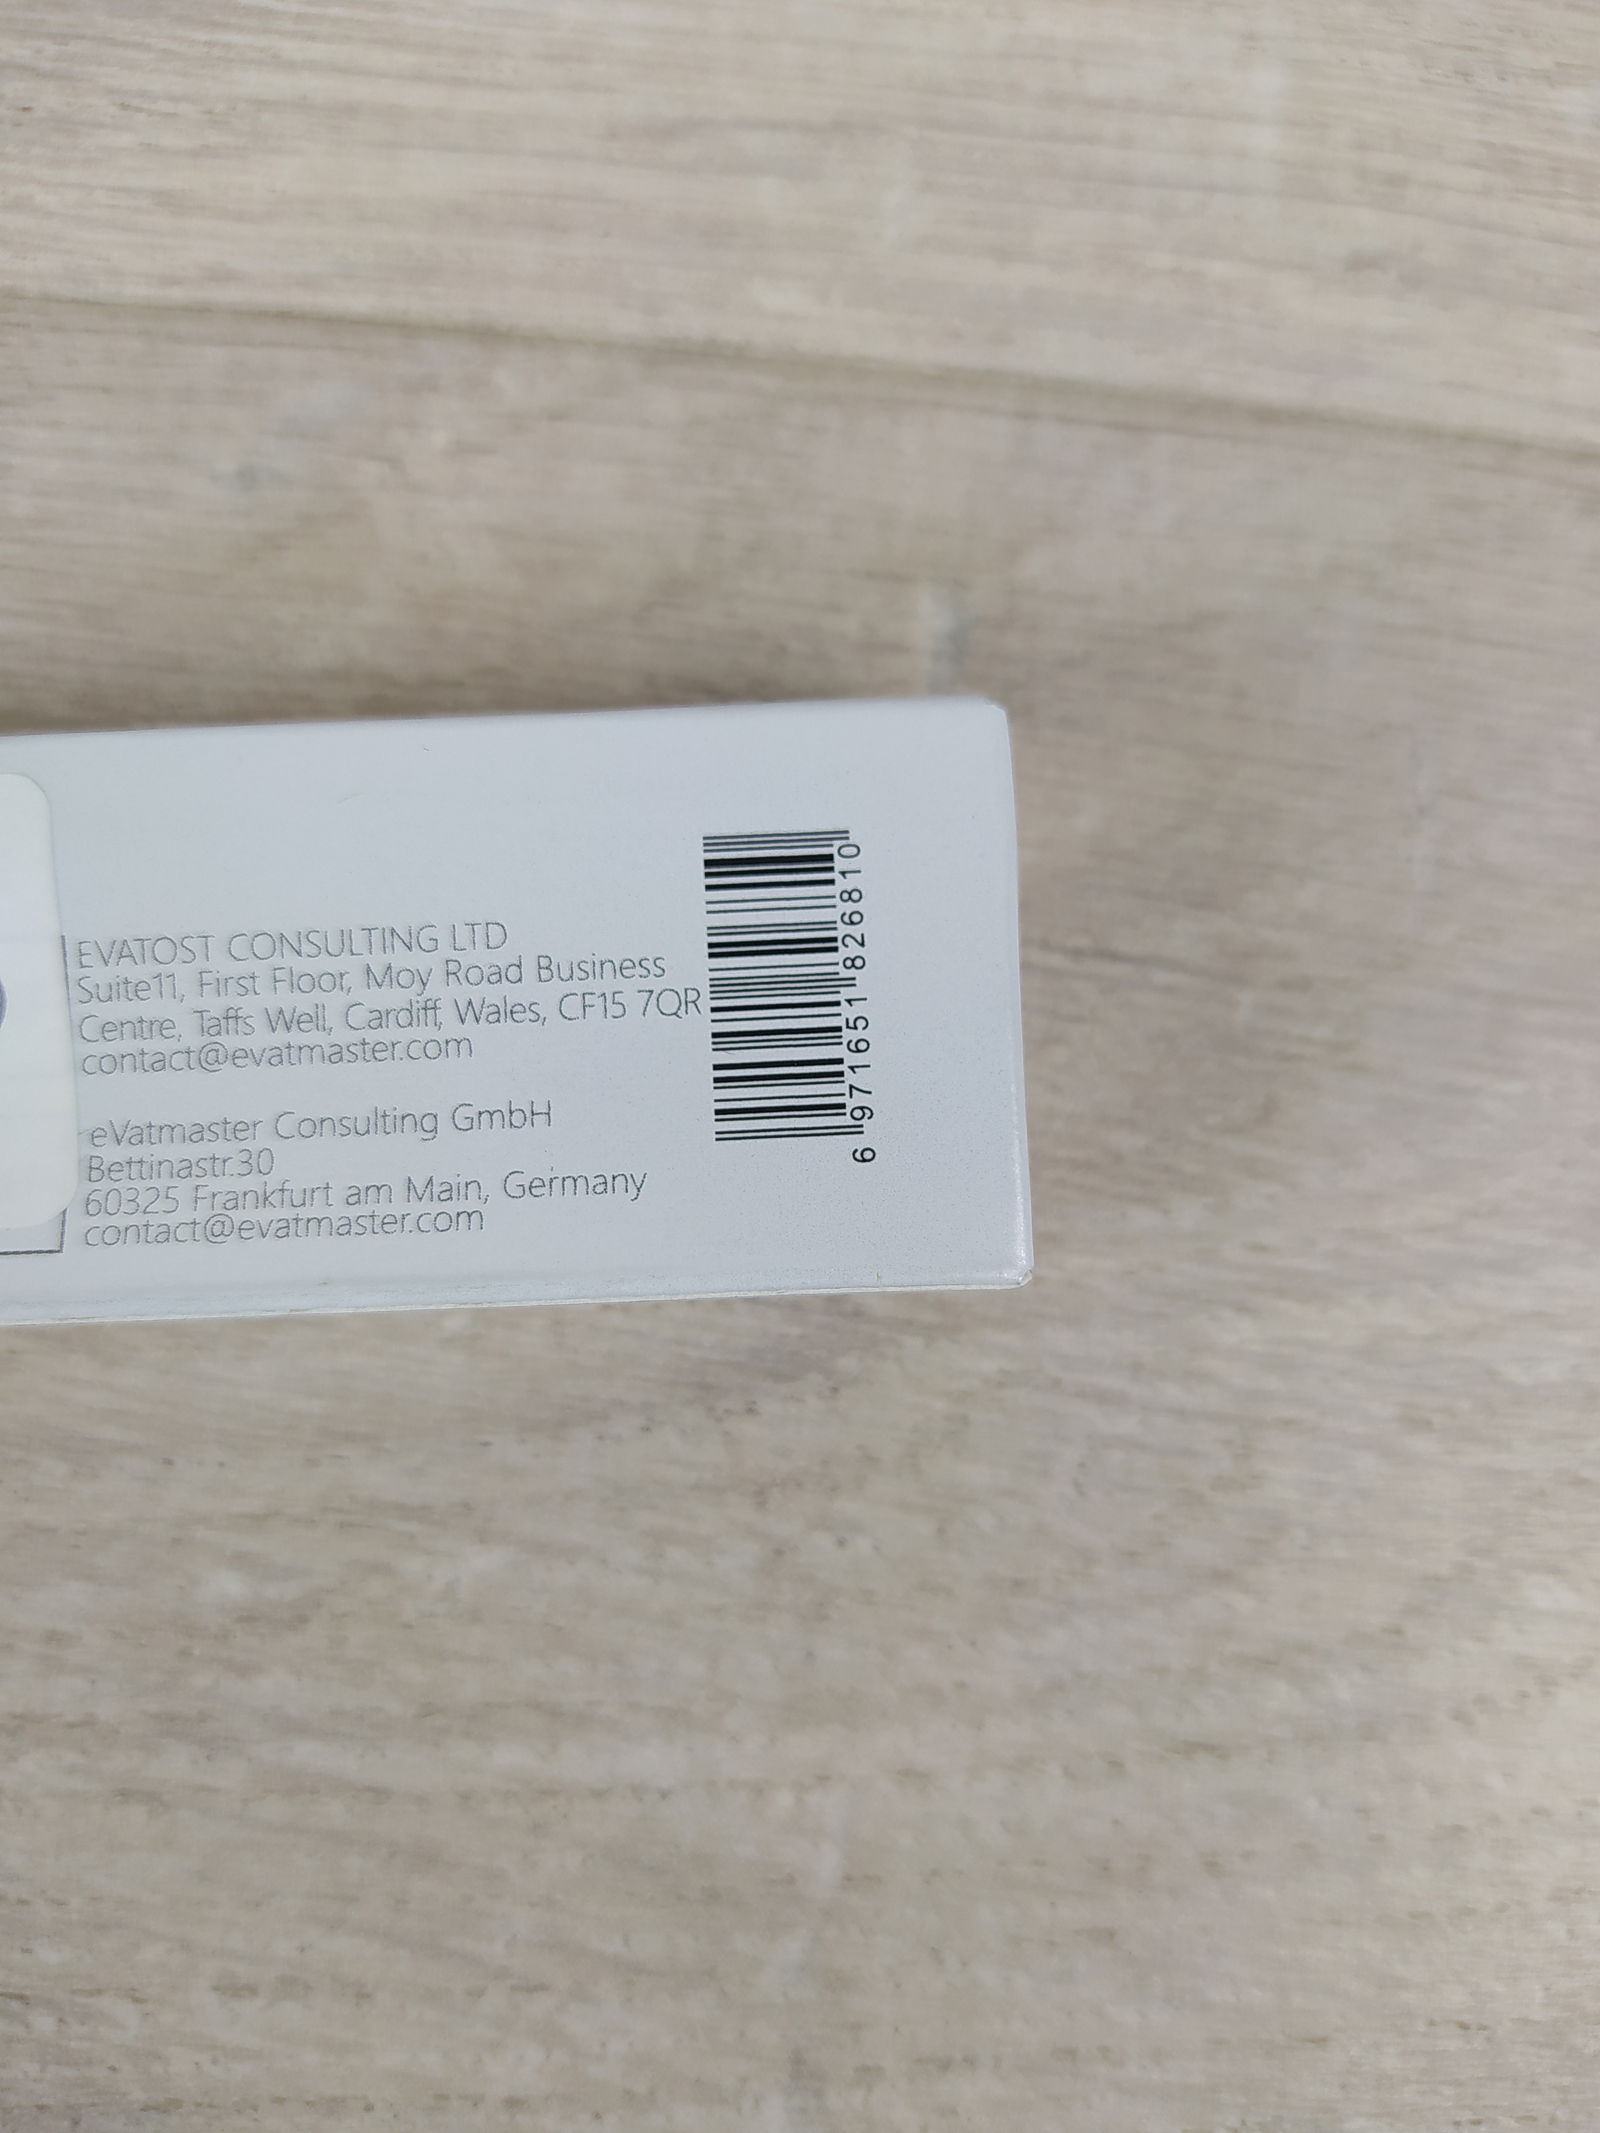 EVATOST CONSULTING LTD
Suite11, First Floor, Moy Road Business
Centre, Taffs Well, Cardiff, Wales, CF15 7QR
contact@evatmaster.com
eVatmaster Consulting GmbH
Bettinastr.30
60325 Frankfurt am Main, Germany
contact@evatmaster.com
6 971651 826810